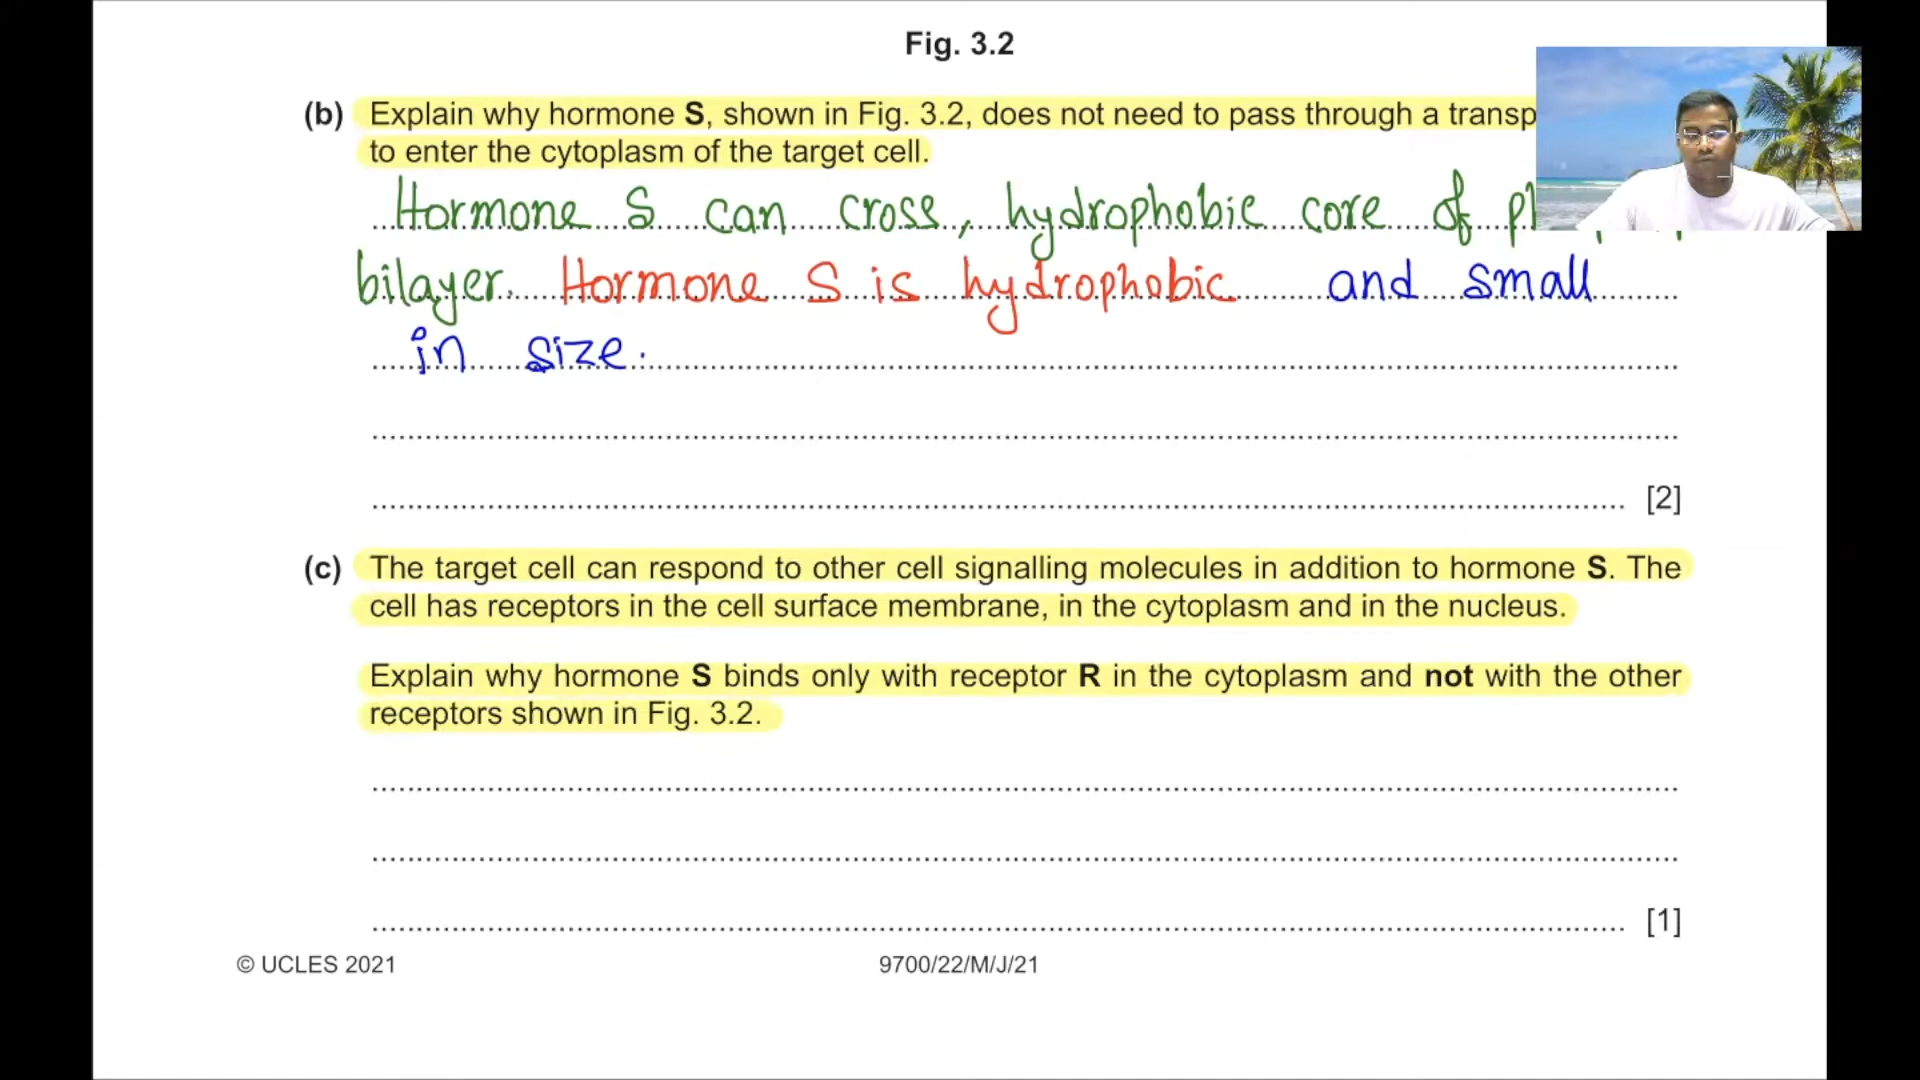 Fig. 3.2
(b) Explain why hormone S, shown in Fig. 3.2, does not need to pass through a transp
to enter the cytoplasm of the target cell.
Hormone S can cross, hydrophobic core of
bilayer. Hormone S is hydrophobic and small
in size.
[2]
(c) The target cell can respond to other cell signalling molecules in addition to hormone S. The
cell has receptors in the cell surface membrane, in the cytoplasm and in the nucleus.
Explain why hormone S binds only with receptor R in the cytoplasm and not with the other
receptors shown in Fig. 3.2.
[1]
© UCLES 2021 9700/22/M/J/21